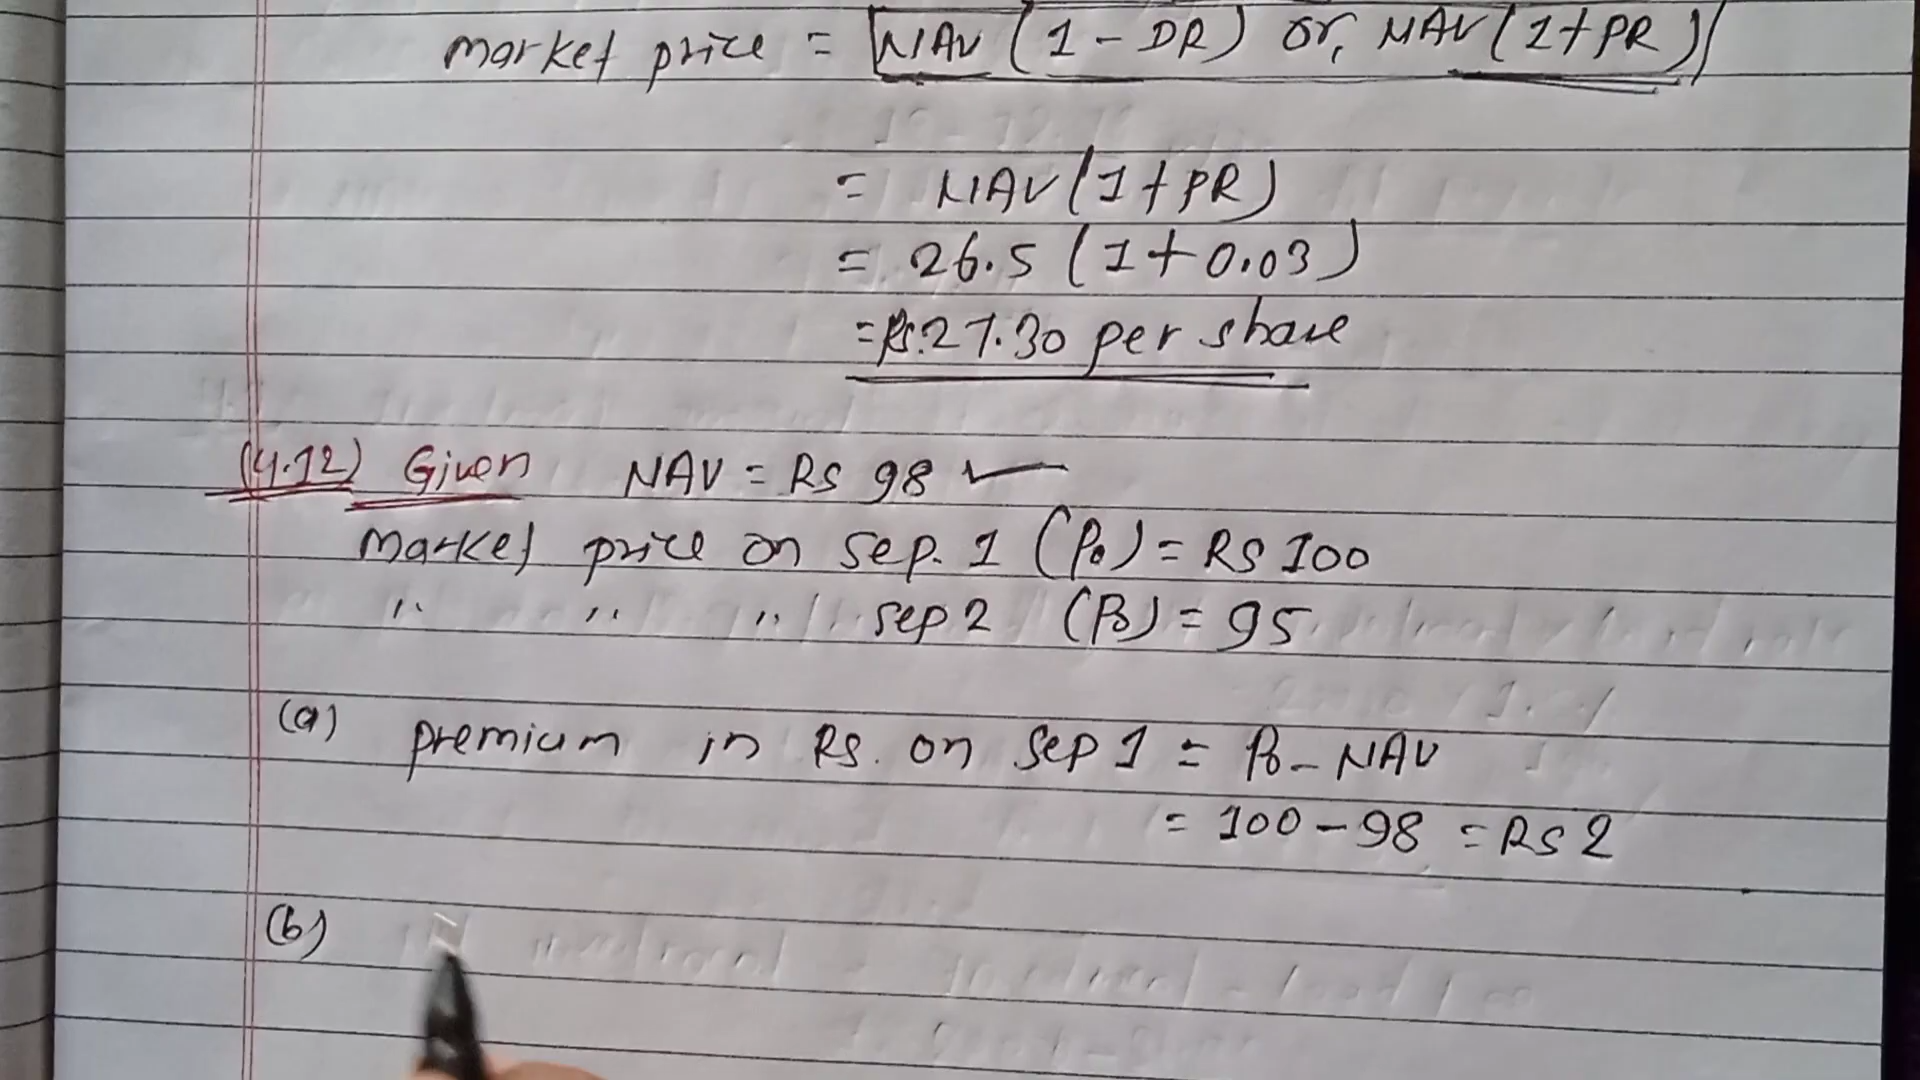 market price = NAV (1 - DR) or, NAV (1 + PR)
= NAV (1 + PR)
= 26.5 (1 + 0.03)
= Rs. 27.30 per share
(4.12) Given NAV = RS 98 ✓
Market price on sep. 1 (P0) = RS 100
" " " sep 2 (P0) = 95
(a) premium in RS. on sep 1 = P0 - NAV
= 100 - 98 = RS 2
(b)